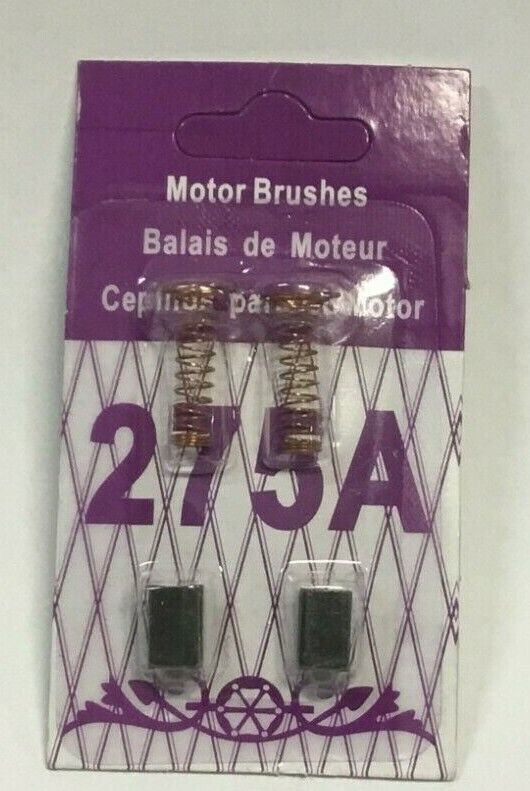 Motor Brushes
Balais de Moteur
Motor
275A